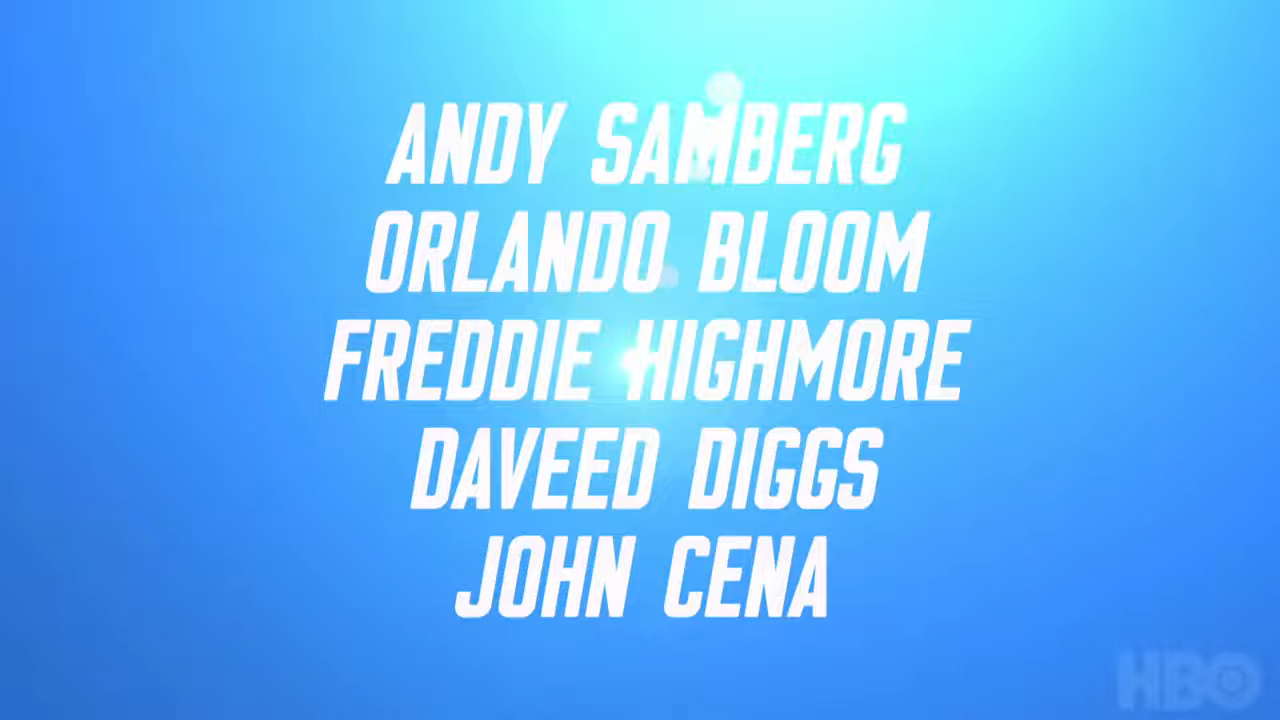 ANDY SAMBERG
ORLANDO BLOOM
FREDDIE HIGHMORE
DAVEED DIGGS
JOHN CENA
HBO